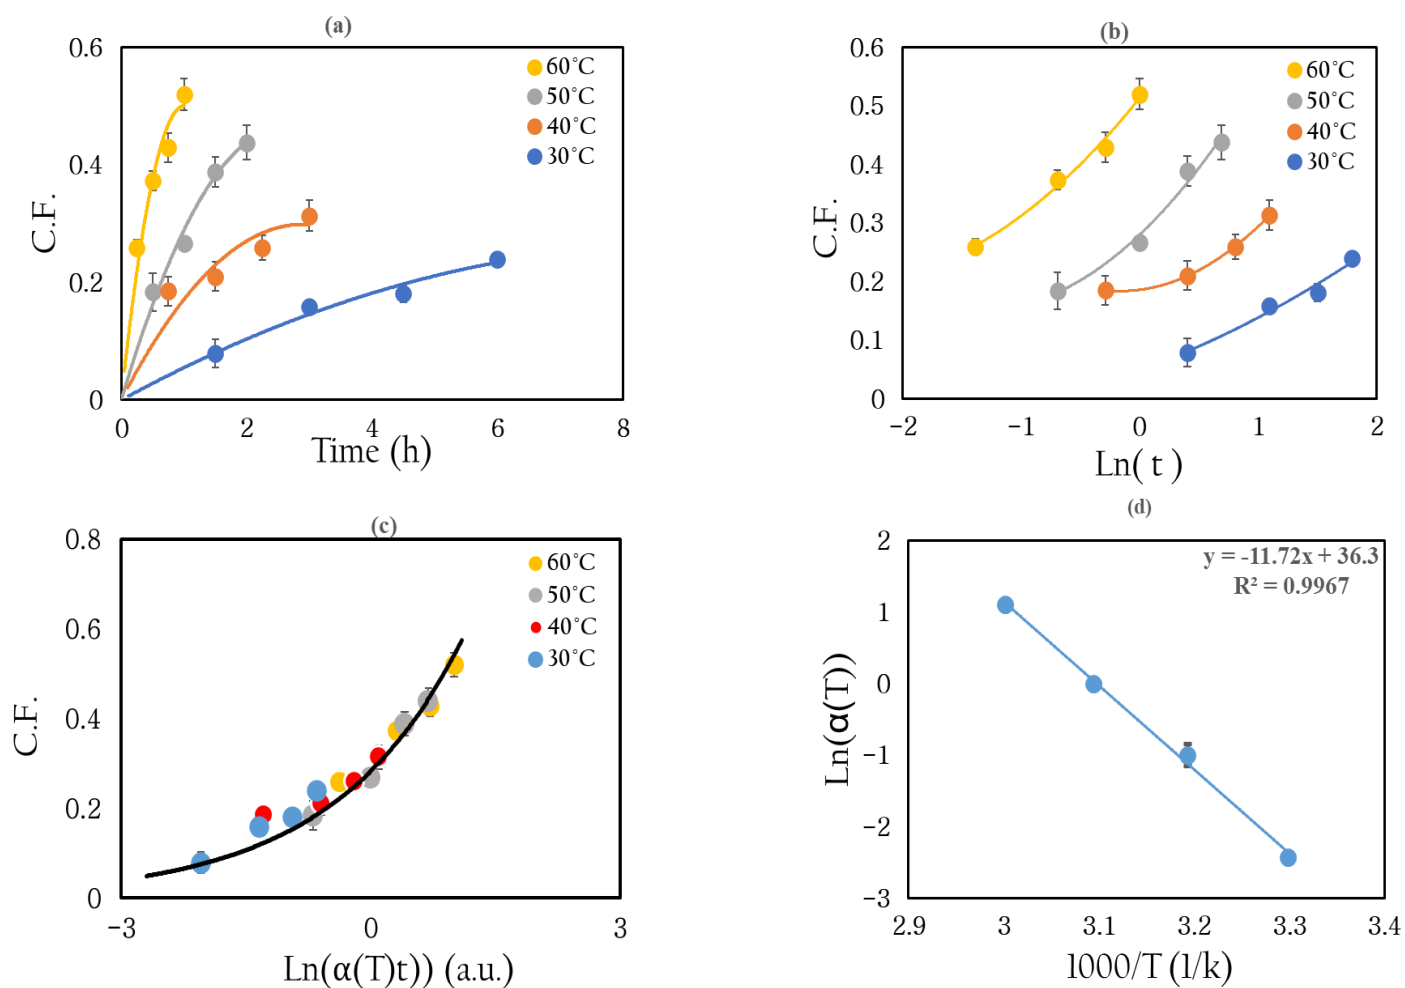 (a)
0.6
0.4
0.2
0
C.F.
60°C
50°C
40°C
30°C
0 2 4 6 8
Time (h)
(b)
0.6
0.5
0.4
0.3
0.2
0.1
0
C.F.
60°C
50°C
40°C
30°C
-2 -1 0 1 2
Ln( t )
(c)
0.8
0.6
0.4
0.2
0
C.F.
60°C
50°C
40°C
30°C
-3 0 3
Ln(α(T)t)) (a.u.)
(d)
2
1
0
-1
-2
-3
Ln(α(T))
y = -11.72x + 36.3
R² = 0.9967
2.9 3 3.1 3.2 3.3 3.4
1000/T (1/k)